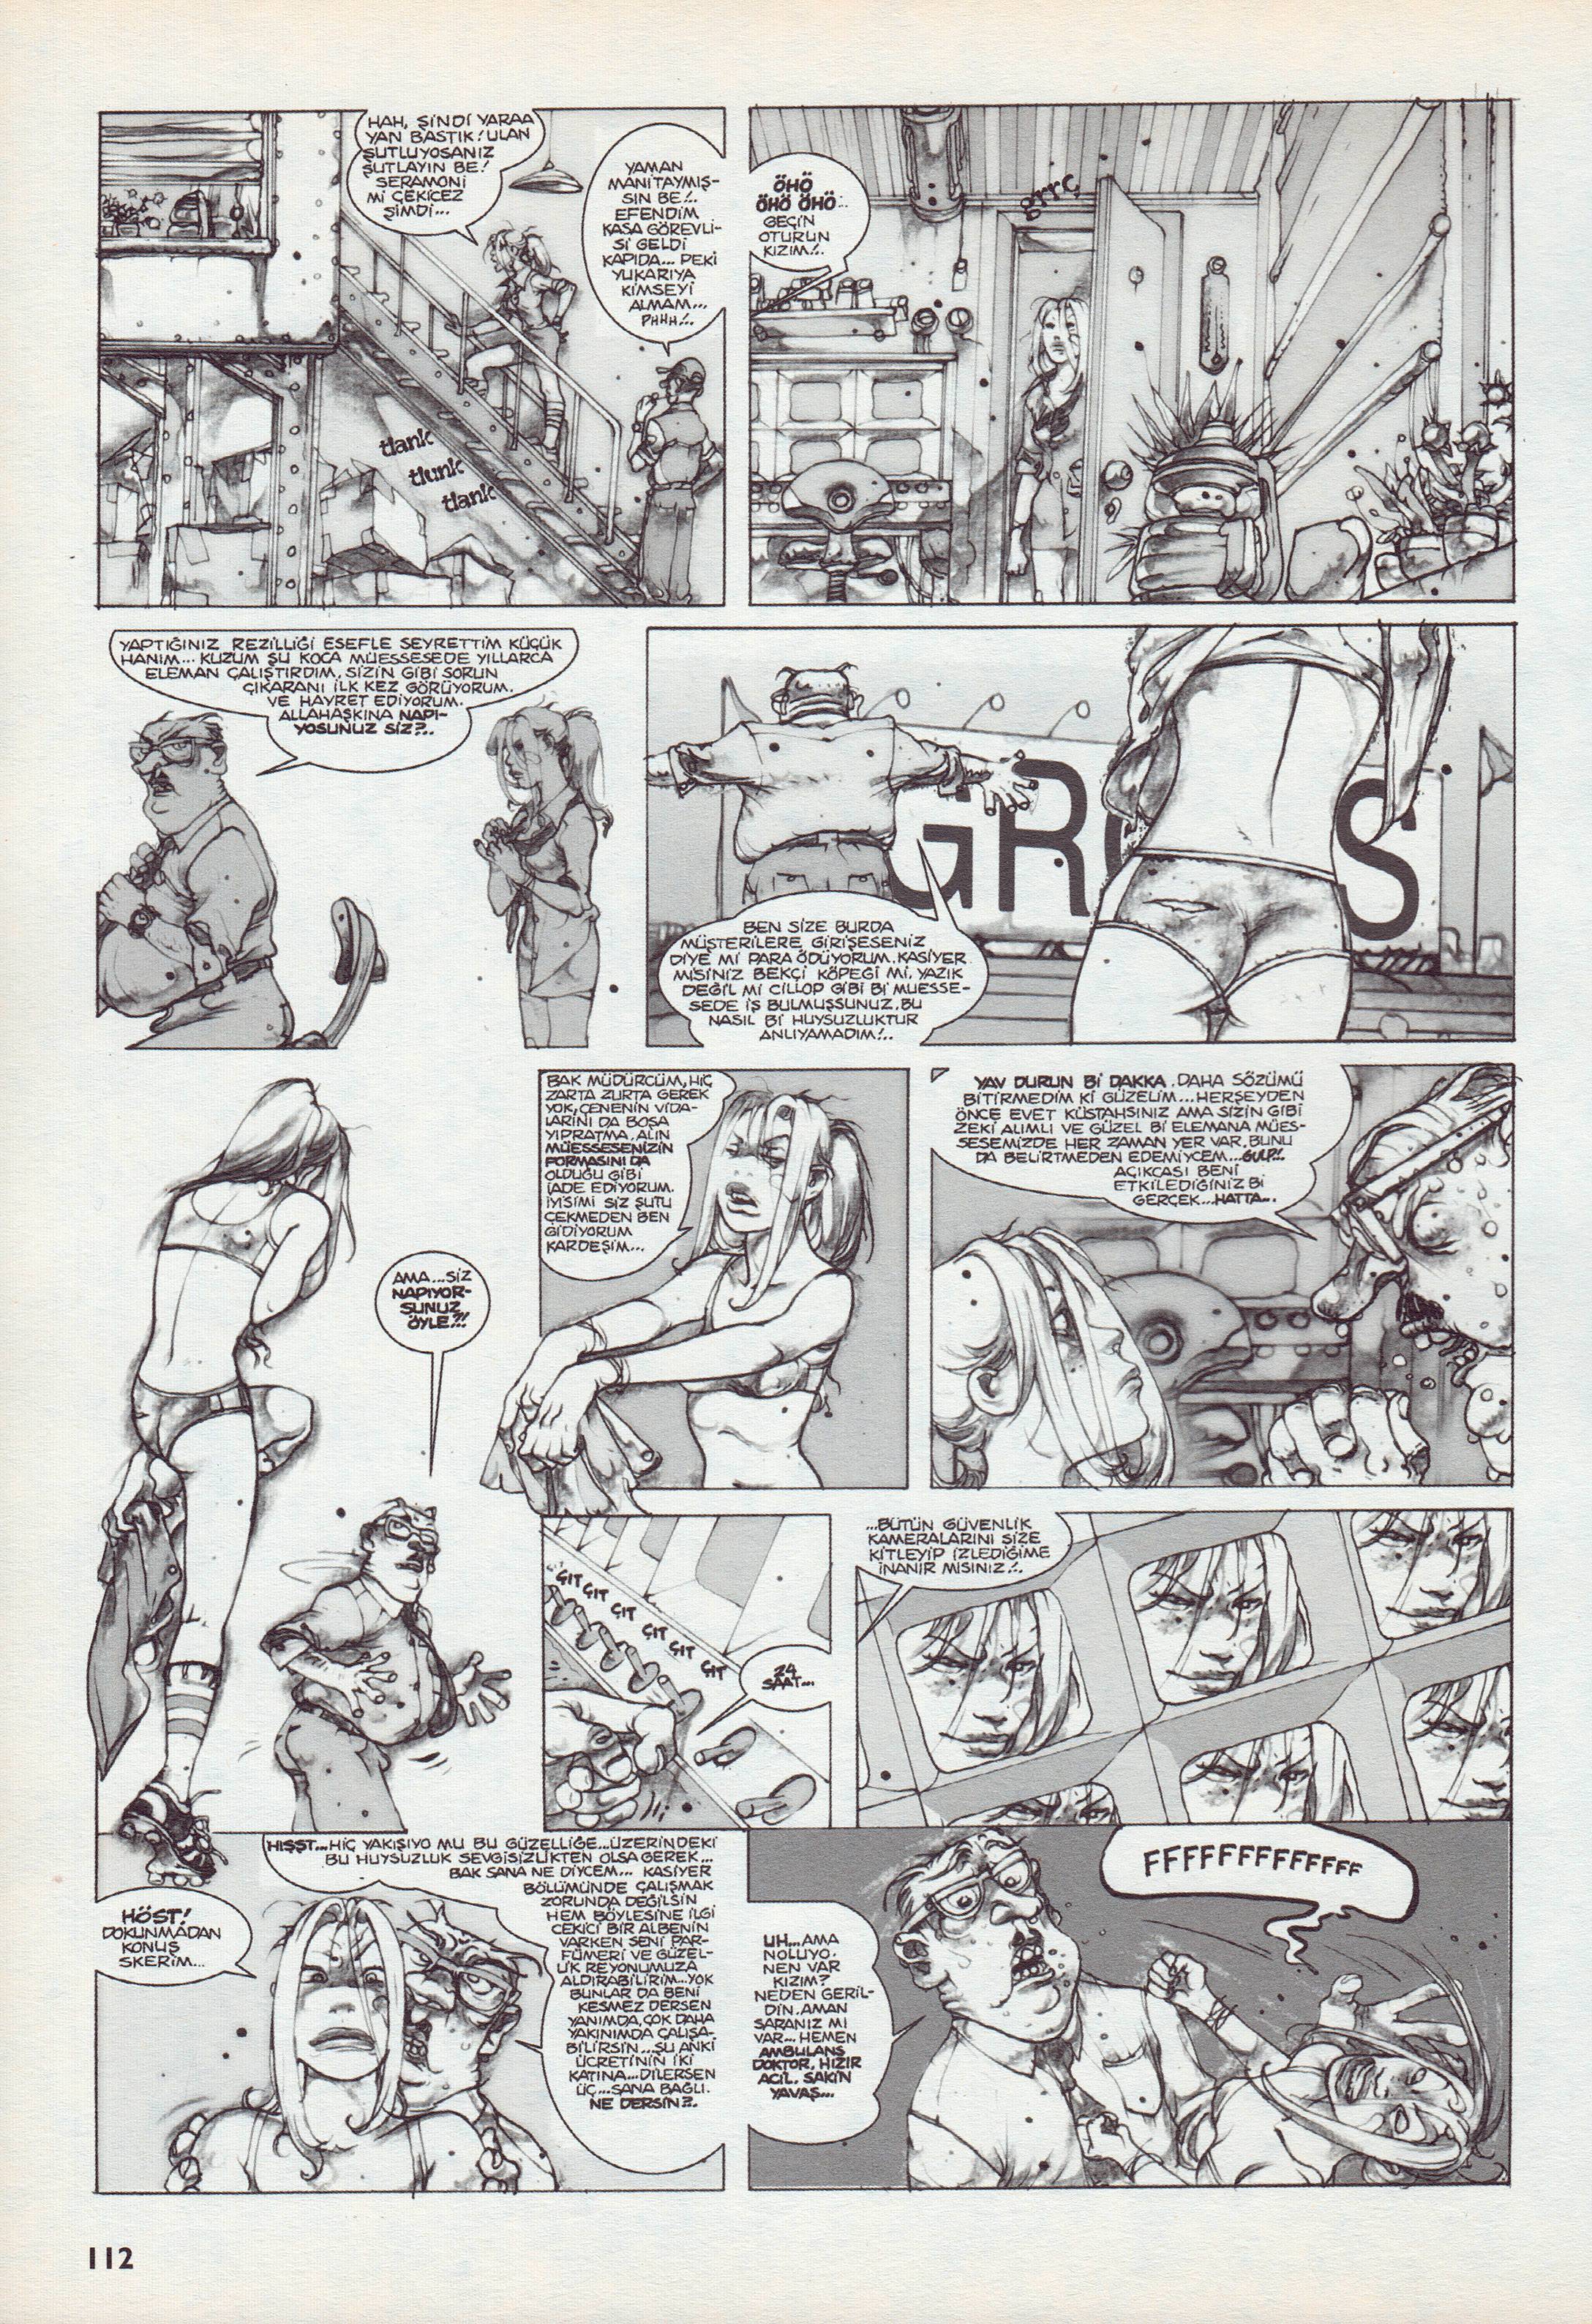 HAH, ŞİNDİ YARAA
YAN BASTIK! ULAN
ŞUTLUYOSANIZ
ŞUTLAYIN BE!
SERAMONİ
Mİ ÇEKİCEZ
ŞİMDİ...
YAMAN
MANİTAYMIŞ-
SIN BE!..
EFENDİM
KASA GÖREVLİ-
Sİ GELDİ
KAPIDA... PEKİ
YUKARIYA
KİMSEYİ
ALMAM...
PHHH!..
tlank
tlunk
tlank
ÖHÖ
ÖHÖ ÖHÖ..
GEÇİN
OTURUN
KIZIM!..
grrrç
YAPTIĞINIZ REZİLLİĞİ ESEFLE SEYRETTİM KÜÇÜK
HANIM... KUZUM ŞU KOCA MÜESSESEDE YILLARCA
ELEMAN ÇALIŞTIRDIM, SİZİN GİBİ SORUN
ÇIKARANI İLK KEZ GÖRÜYORUM.
VE HAYRET EDİYORUM.
ALLAHAŞKINA NAPI-
YOSUNUZ SİZ?..
GR
S
BEN SİZE BURDA
MÜŞTERİLERE GİRİŞESENİZ
DİYE Mİ PARA ÖDÜYORUM. KASİYER
MİSİNİZ BEKÇİ KÖPEĞİ Mİ, YAZIK
DEĞİL Mİ CİLLOP GİBİ Bİ MÜESSE-
SEDE İŞ BULMUŞSUNUZ, BU
NASIL Bİ HUYSUZLUKTUR
ANLIYAMADIM!..
AMA...SİZ
NAPIYOR-
SUNUZ
ÖYLE?!!
BAK MÜDÜRCÜM, HİÇ
ZARTA ZURTA GEREK
YOK, ÇENENİN VİDA-
LARINI DA BOŞA
YIPRATMA, ALIN
MÜESSESENİZİN
FORMASINI DA
OLDUĞU GİBİ
İADE EDİYORUM.
İYİSİMİ SİZ ŞUTU
ÇEKMEDEN BEN
GİDİYORUM
KARDEŞİM...
YAV DURUN Bİ DAKKA. DAHA SÖZÜMÜ
BİTİRMEDİM Kİ GÜZELİM... HERŞEYDEN
ÖNCE EVET KÜSTAHSINIZ AMA SİZİN GİBİ
ZEKİ ALIMLI VE GÜZEL Bİ ELEMANA MÜES-
SESEMİZDE HER ZAMAN YER VAR, BUNU
DA BELİRTMEDEN EDEMİYCEM...GULP!.
AÇIKCASI BENİ
ETKİLEDİĞİNİZ Bİ
GERÇEK...HATTA...
ÇIT
ÇIT
ÇIT
ÇIT
ÇIT
ÇIT
24
SAAT...
...BÜTÜN GÜVENLİK
KAMERALARINI SİZE
KİTLEYİP İZLEDİĞİME
İNANIR MISINIZ!..
HIŞST...HİÇ YAKIŞIYO MU BU GÜZELLİĞE...ÜZERİNDEKİ
BU HUYSUZLUK SEVGİSİZLİKTEN OLSA GEREK...
BAK SANA NE DİYCEM... KASİYER
BÖLÜMÜNDE ÇALIŞMAK
ZORUNDA DEĞİLSİN
HEM BÖYLESİNE İLGİ
ÇEKİCİ BİR ALBENİN
VARKEN SENİ PAR-
FÜMERİ VE GÜZEL-
LİK REYONUMUZA
ALDIRABİLİRİM...YOK
BUNLAR DA BENİ
KESMEZ DERSEN
YANIMDA, ÇOK DAHA
YAKINIMDA ÇALIŞA-
BİLİRSİN...ŞU ANKİ
ÜCRETİNİN İKİ
KATINA...DİLERSEN
ÜÇ...SANA BAĞLI.
NE DERSİN?.
HÖST!
DOKUNMADAN
KONUŞ
SKERİM...
UH...AMA
NOLUYO.
NEN VAR
KIZIM?
NEDEN GERİL-
DİN. AMAN
SARANIZ MI
VAR... HEMEN
AMBULANS
DOKTOR, HIZIR
ACİL. SAKİN
YAVAŞ...
FFFFFFFFFFFFF
112